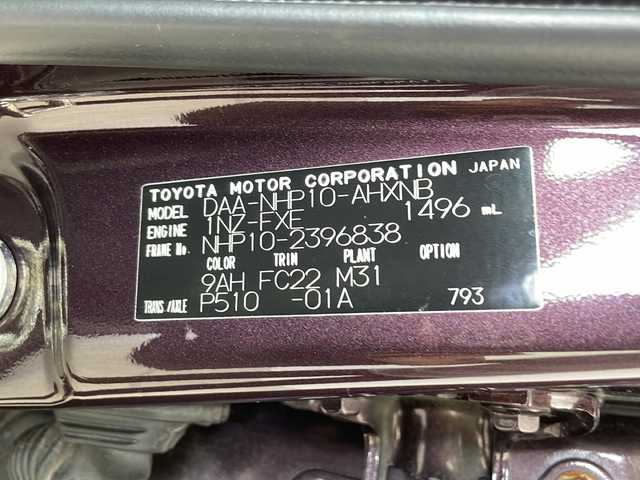 TOYOTA MOTOR CORPORATION JAPAN
MODEL DAA-NHP10-AHXNB
ENGINE 1NZ-FXE 1496 mL
FRAME No. NHP10-2396838
COLOR TRIM PLANT OPTION
9AH FC22 M31
TRANS./AXLE P510 -01A 793